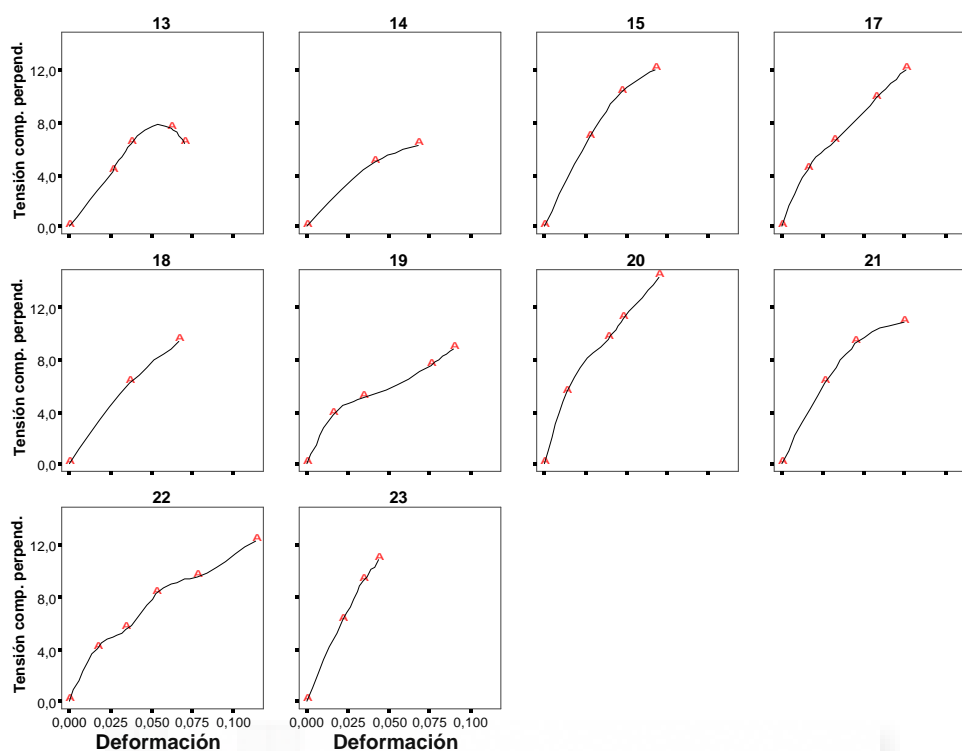 13 14 15 17
Tensión comp. perpend.
12,0
8,0
4,0
0,0
A A A A A
A A A
A A A A
A A A A A
18 19 20 21
Tensión comp. perpend.
12,0
8,0
4,0
0,0
A A A
A A A A A
A A A A A
A A A A
22 23
Tensión comp. perpend.
12,0
8,0
4,0
0,0
A A A A A A
A A A A
0,000 0,025 0,050 0,075 0,100 0,000 0,025 0,050 0,075 0,100
Deformación Deformación